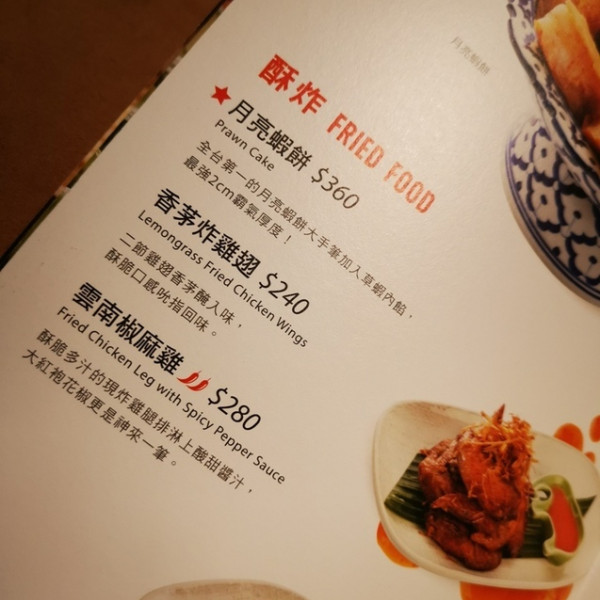 月亮蝦餅
酥炸 FRIED FOOD
月亮蝦餅 $360
Prawn Cake
全台第一的月亮蝦餅大手筆加入草蝦內餡，
最強2cm霸氣厚度！
香茅炸雞翅 $240
Lemongrass Fried Chicken Wings
二節雞翅香茅醃入味，
酥脆口感吮指回味。
雲南椒麻雞 $280
Fried Chicken Leg with Spicy Pepper Sauce
酥脆多汁的現炸雞腿排淋上酸甜醬汁，
大紅袍花椒更是神來一筆。